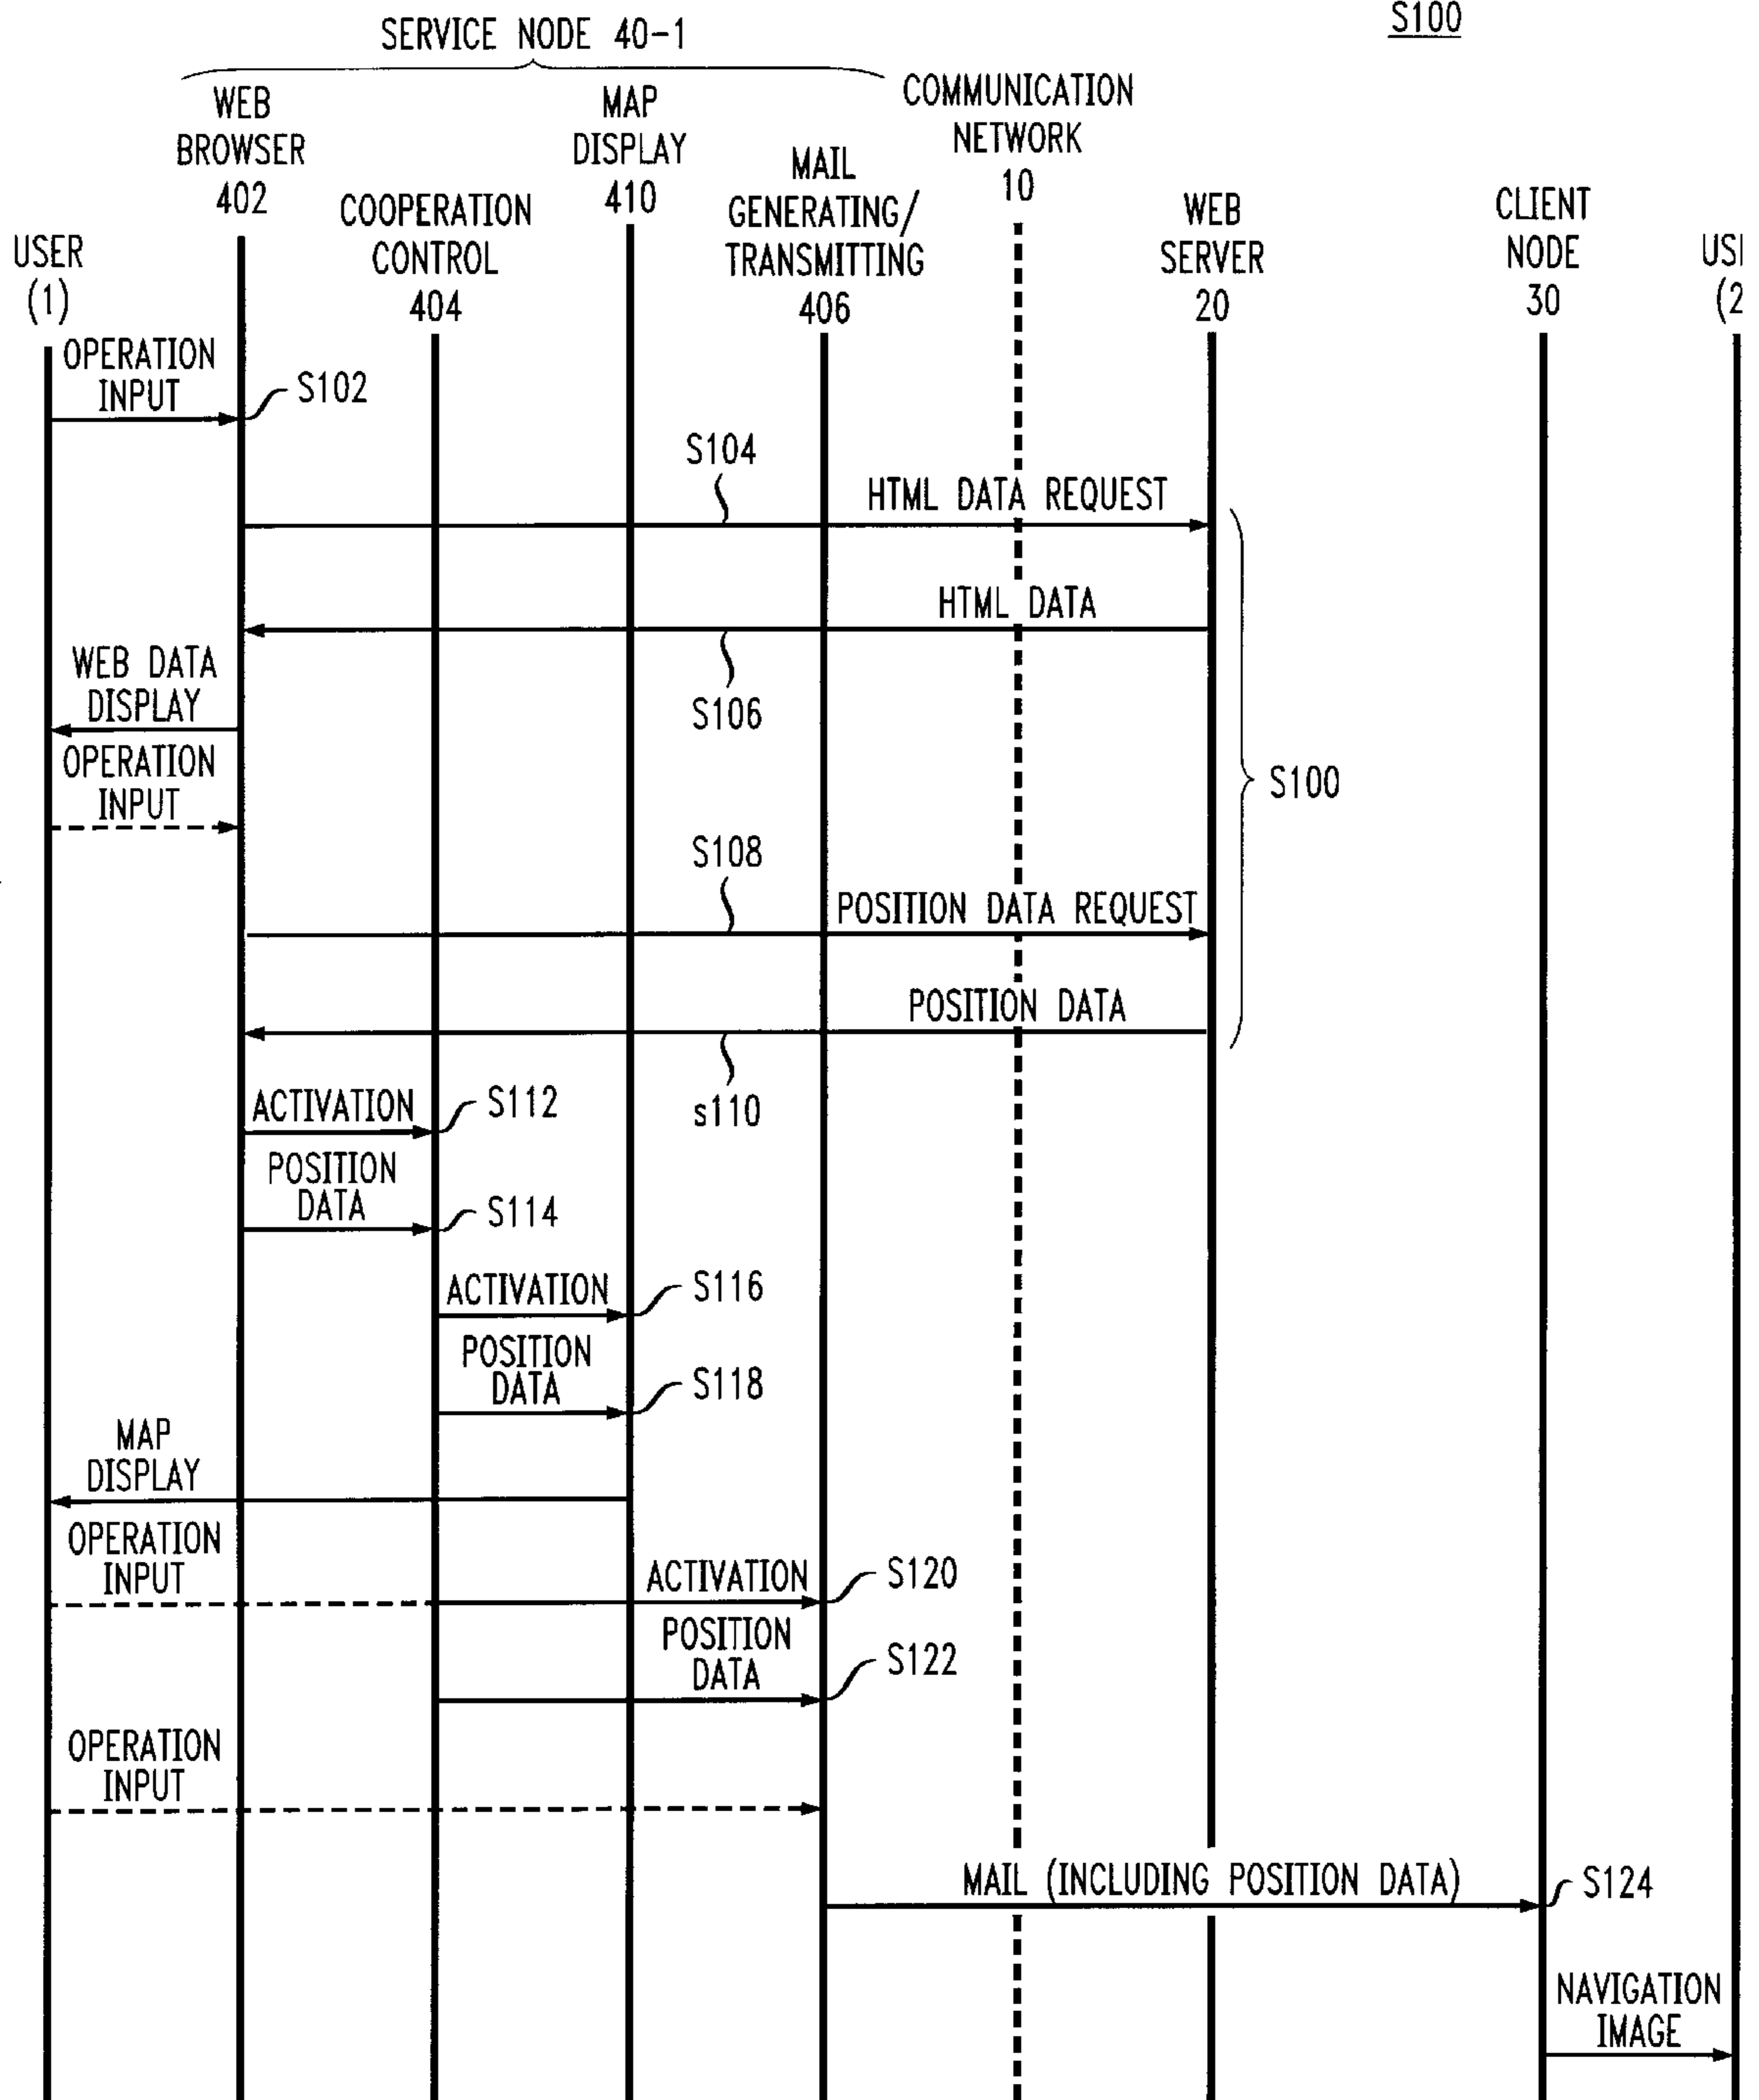 S100
SERVICE NODE 40-1
WEB
BROWSER
402
MAP
DISPLAY
410
COMMUNICATION
NETWORK
10
COOPERATION
CONTROL
404
MAIL
GENERATING/
TRANSMITTING
406
WEB
SERVER
20
CLIENT
NODE
30
USER
(1)
(2
OPERATION
INPUT
S102
S104
HTML DATA REQUEST
HTML DATA
S106
WEB DATA
DISPLAY
OPERATION
INPUT
S100
S108
POSITION DATA REQUEST
POSITION DATA
s110
ACTIVATION
S112
POSITION
DATA
S114
ACTIVATION
S116
POSITION
DATA
S118
MAP
DISPLAY
OPERATION
INPUT
ACTIVATION
S120
POSITION
DATA
S122
OPERATION
INPUT
MAIL (INCLUDING POSITION DATA)
S124
NAVIGATION
IMAGE